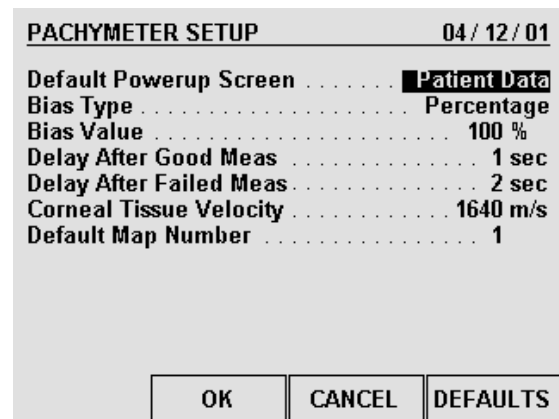 PACHYMETER SETUP 04/12/01
Default Powerup Screen . . . . . . . Patient Data
Bias Type . . . . . . . . . . . . . . . . . . . . . Percentage
Bias Value . . . . . . . . . . . . . . . . . . . . . . . . 100 %
Delay After Good Meas . . . . . . . . . . . . . . 1 sec
Delay After Failed Meas . . . . . . . . . . . . . . 2 sec
Corneal Tissue Velocity . . . . . . . . . . . . 1640 m/s
Default Map Number . . . . . . . . . . . . . . . . 1
OK CANCEL DEFAULTS